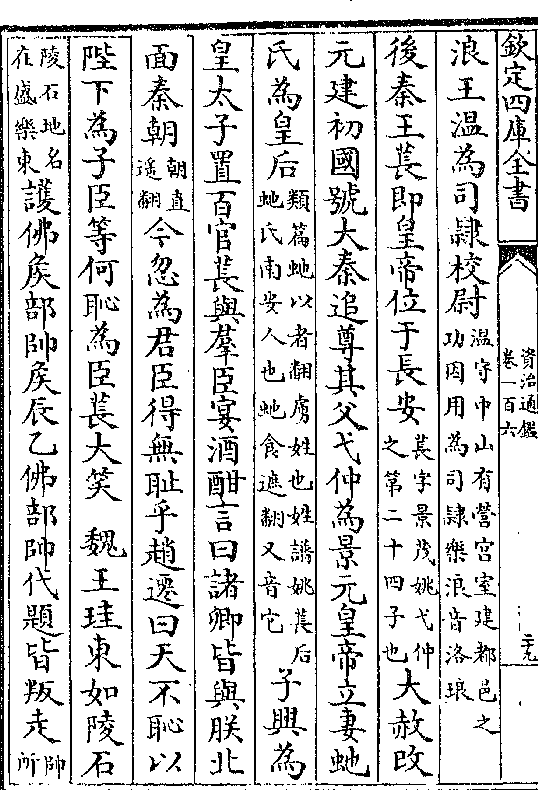 欽定四庫全書
資治通鑑
卷一百六
二十九
浪王溫為司隸校尉溫守中山有營宮室建都邑之
功因用為司隸樂浪音洛琅
後秦王萇即皇帝位于長安萇字景茂姚弋仲
之第二十四子也大赦改
元建初國號大秦追尊其父弋仲為景元皇帝立妻虵
氏為皇后類篇虵以者翻虜姓也姓譜姚萇后
虵氏南安人也虵食遮翻又音它子興為
皇太子置百官萇與羣臣宴酒酣言曰諸卿皆與朕北
面秦朝朝直
遥翻今忽為君臣得無耻乎趙遷曰天不恥以
陛下為子臣等何恥為臣萇大笑 魏王珪東如陵石
陵石地名
在盛樂東護佛矦部帥矦辰乙佛部帥代題皆叛走帥
所